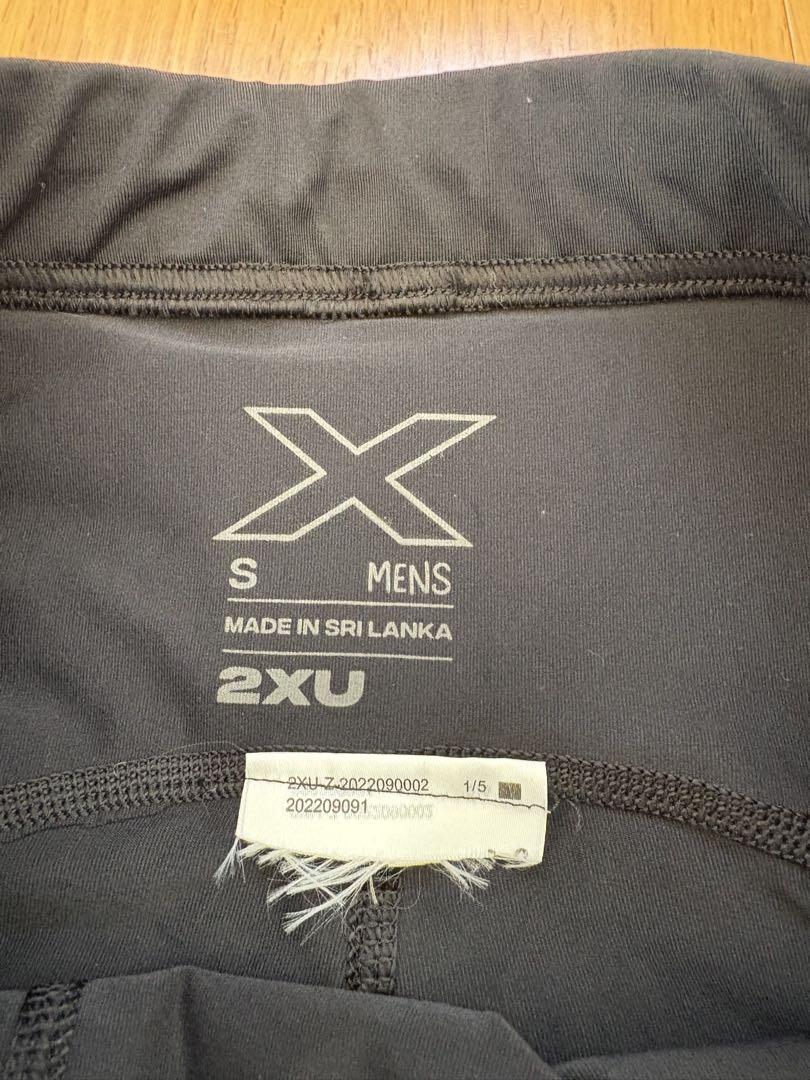 X
S MENS
MADE IN SRI LANKA
2XU
2XU-Z-2022090002 1/5
202209091